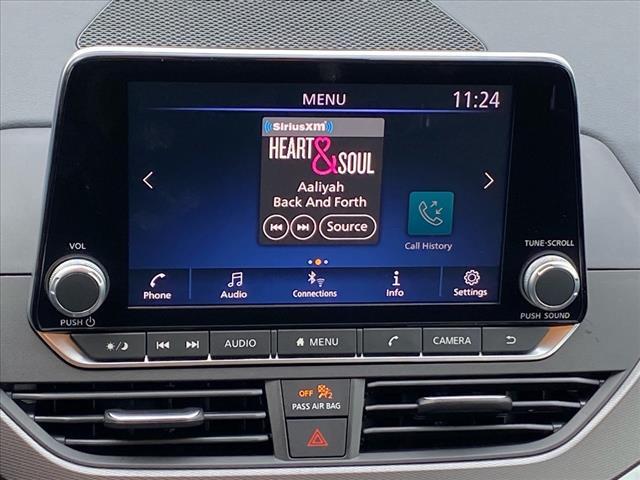 MENU 11:24
SiriusXM
HEART & SOUL
Aaliyah
Back And Forth
Source
Call History
VOL
TUNE·SCROLL
Phone Audio Connections Info Settings
PUSH
PUSH SOUND
AUDIO MENU CAMERA
OFF 2
PASS AIR BAG